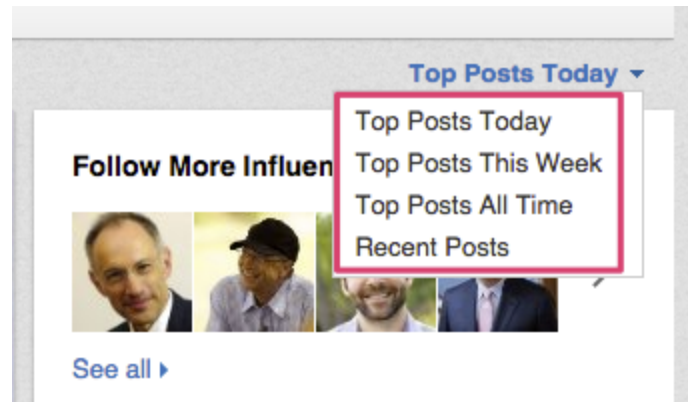 Top Posts Today
Top Posts Today
Follow More Influen
Top Posts This Week
Top Posts All Time
Recent Posts
See all